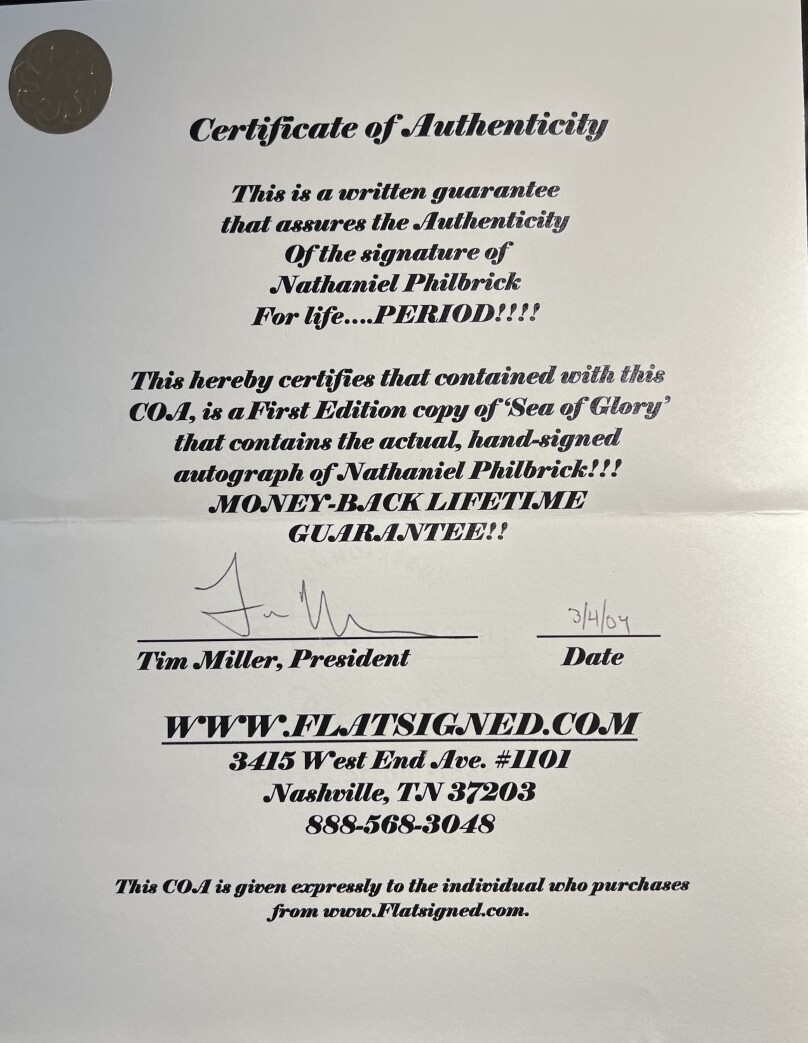 Certificate of Authenticity
This is a written guarantee
that assures the Authenticity
Of the signature of
Nathaniel Philbrick
For life....PERIOD!!!!
This hereby certifies that contained with this
COA, is a First Edition copy of ‘Sea of Glory’
that contains the actual, hand-signed
autograph of Nathaniel Philbrick!!!
MONEY-BACK LIFETIME
GUARANTEE!!
3/4/04
Tim Miller, President Date
WWW.FLATSIGNED.COM
3415 West End Ave. #1101
Nashville, TN 37203
888-568-3048
This COA is given expressly to the individual who purchases
from www.Flatsigned.com.